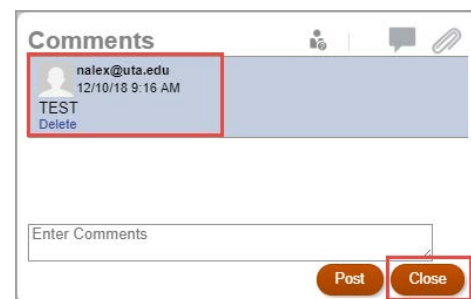 Comments
nalex@uta.edu
12/10/18 9:16 AM
TEST
Delete
Enter Comments
Post Close